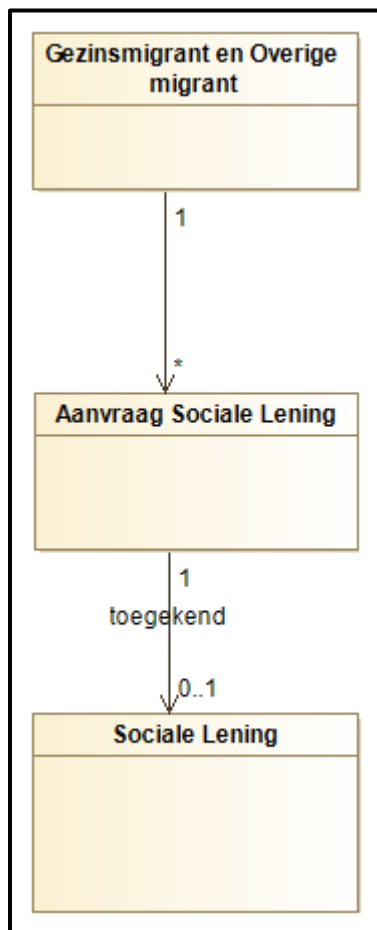 Gezinsmigrant en Overige
migrant
1
*
Aanvraag Sociale Lening
1
toegekend
0..1
Sociale Lening